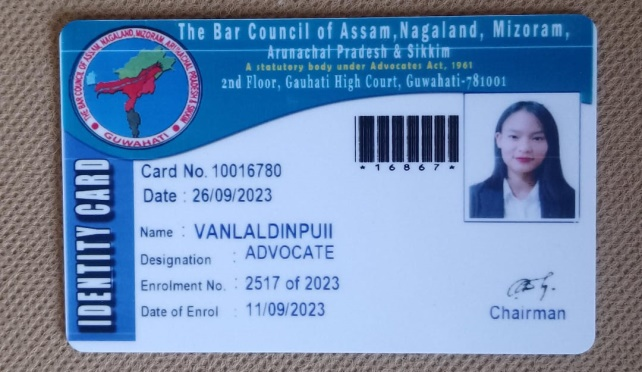 The Bar Council of Assam,Nagaland, Mizoram,
Arunachal Pradesh & Sikkim
A statutory body under Advocates Act, 1961
2nd Floor, Gauhati High Court, Guwahati-781001
THE BAR COUNCIL OF ASSAM, NAGALAND, MIZORAM, ARUNACHAL PRADESH & SIKKIM
GUWAHATI
IDENTITY CARD
*16867*
Card No. 10016780
Date : 26/09/2023
Name : VANLALDINPUII
Designation : ADVOCATE
Enrolment No. : 2517 of 2023
Date of Enrol : 11/09/2023
Chairman